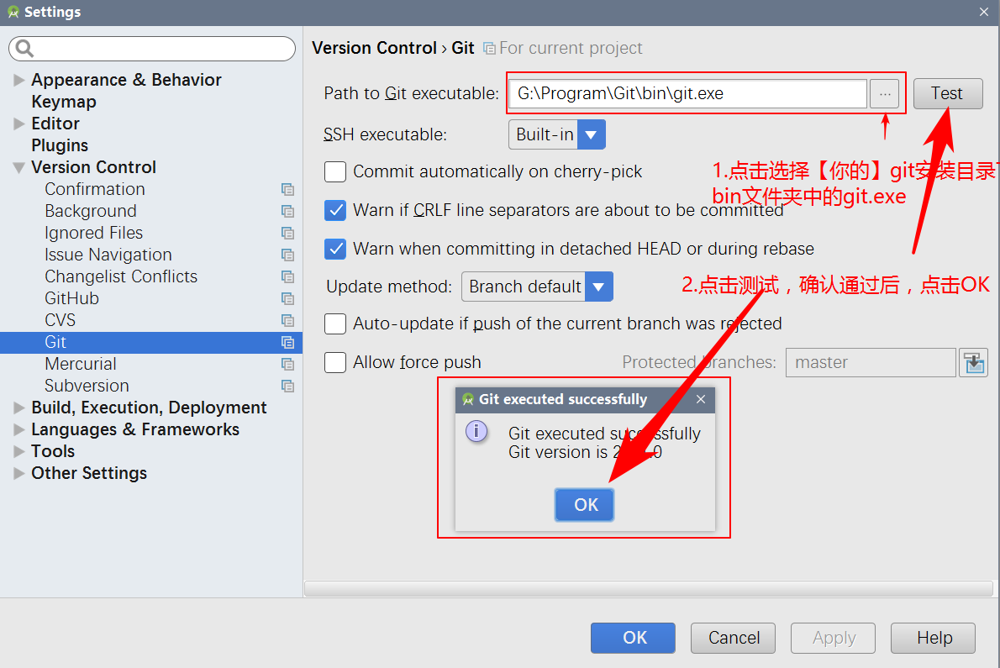 Settings
Appearance & Behavior
Keymap
Editor
Plugins
Version Control
Confirmation
Background
Ignored Files
Issue Navigation
Changelist Conflicts
GitHub
CVS
Git
Mercurial
Subversion
Build, Execution, Deployment
Languages & Frameworks
Tools
Other Settings
Version Control › Git For current project
Path to Git executable: G:\Program\Git\bin\git.exe ... Test
SSH executable: Built-in
1.点击选择【你的】git安装目录
Commit automatically on cherry-pick
bin文件夹中的git.exe
Warn if CRLF line separators are about to be committed
Warn when committing in detached HEAD or during rebase
2.点击测试，确认通过后，点击OK
Update method: Branch default
Auto-update if push of the current branch was rejected
Allow force push Protected branches: master
Git executed successfully
Git executed successfully
Git version is
OK
OK Cancel Apply Help